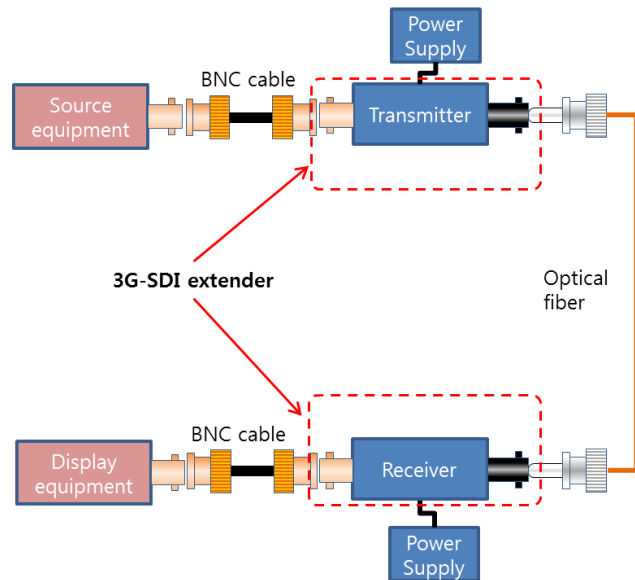 Power
Supply
BNC cable
Source
equipment
Transmitter
3G-SDI extender
Optical
fiber
BNC cable
Display
equipment
Receiver
Power
Supply